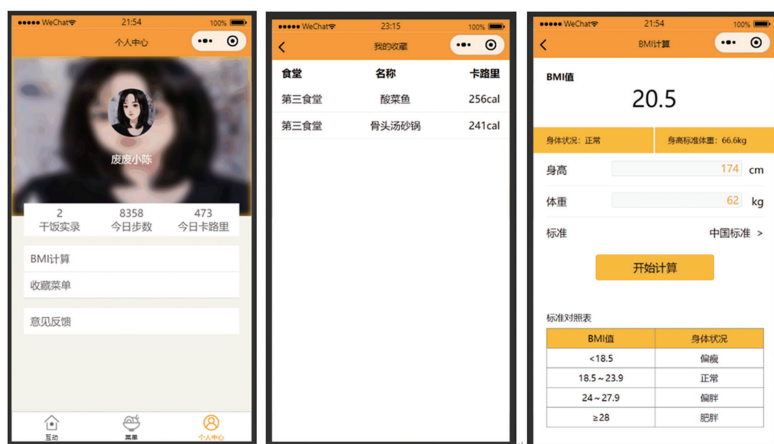 WeChat 21:54 100%
个人中心
废废小陈
2 8358 473
干饭实录 今日步数 今日卡路里
BMI计算
收藏菜单
意见反馈
互动 菜単 个人中心
WeChat 23:15 100%
我的收藏
食堂 名称 卡路里
第三食堂 酸菜鱼 256cal
第三食堂 骨头汤砂锅 241cal
WeChat 21:54 100%
BMI计算
BMI值
20.5
身体状况：正常 身高标准体重：66.6kg
身高 174 cm
体重 62 kg
标准 中国标准 >
开始计算
标准对照表
BMI值 身体状况
<18.5 偏瘦
18.5~23.9 正常
24~27.9 偏胖
≥28 肥胖